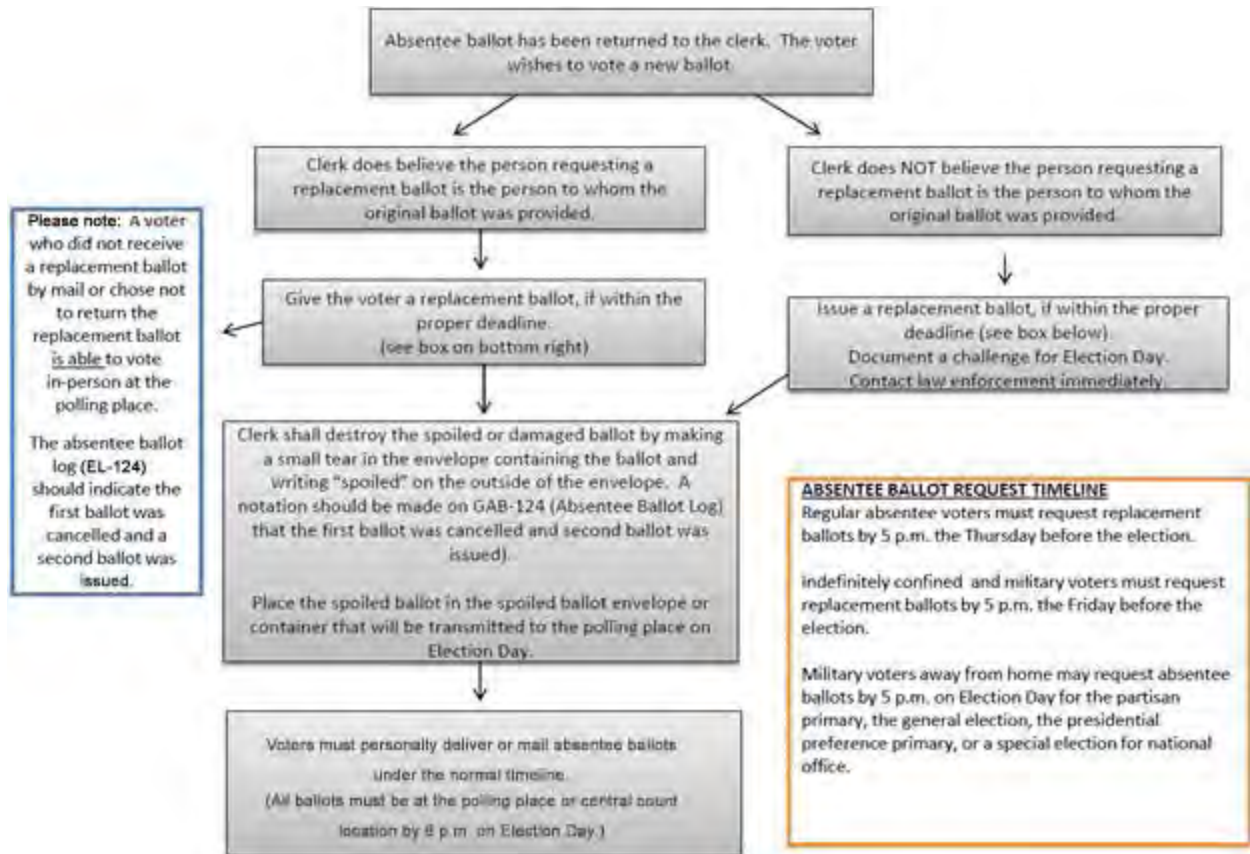 Absentee ballot has been returned to the clerk. The voter
wishes to vote a new ballot.
Clerk does believe the person requesting a
replacement ballot is the person to whom the
original ballot was provided.
Clerk does NOT believe the person requesting a
replacement ballot is the person to whom the
original ballot was provided.
Please note: A voter
who did not receive
a replacement ballot
by mail or chose not
to return the
replacement ballot
is able to vote
in-person at the
polling place.
The absentee ballot
log (EL-124)
should indicate the
first ballot was
cancelled and a
second ballot was
issued.
Give the voter a replacement ballot, if within the
proper deadline.
(see box on bottom right)
Issue a replacement ballot, if within the proper
deadline (see box below).
Document a challenge for Election Day.
Contact law enforcement immediately.
Clerk shall destroy the spoiled or damaged ballot by making
a small tear in the envelope containing the ballot and
writing "spoiled" on the outside of the envelope. A
notation should be made on GAB-124 (Absentee Ballot Log)
that the first ballot was cancelled and second ballot was
issued).
Place the spoiled ballot in the spoiled ballot envelope or
container that will be transmitted to the polling place on
Election Day.
ABSENTEE BALLOT REQUEST TIMELINE
Regular absentee voters must request replacement
ballots by 5 p.m. the Thursday before the election.
Indefinitely confined and military voters must request
replacement ballots by 5 p.m. the Friday before the
election.
Military voters away from home may request absentee
ballots by 5 p.m. on Election Day for the partisan
primary, the general election, the presidential
preference primary, or a special election for national
office.
Voters must personally deliver or mail absentee ballots
under the normal timeline.
(All ballots must be at the polling place or central count
location by 8 p.m. on Election Day.)